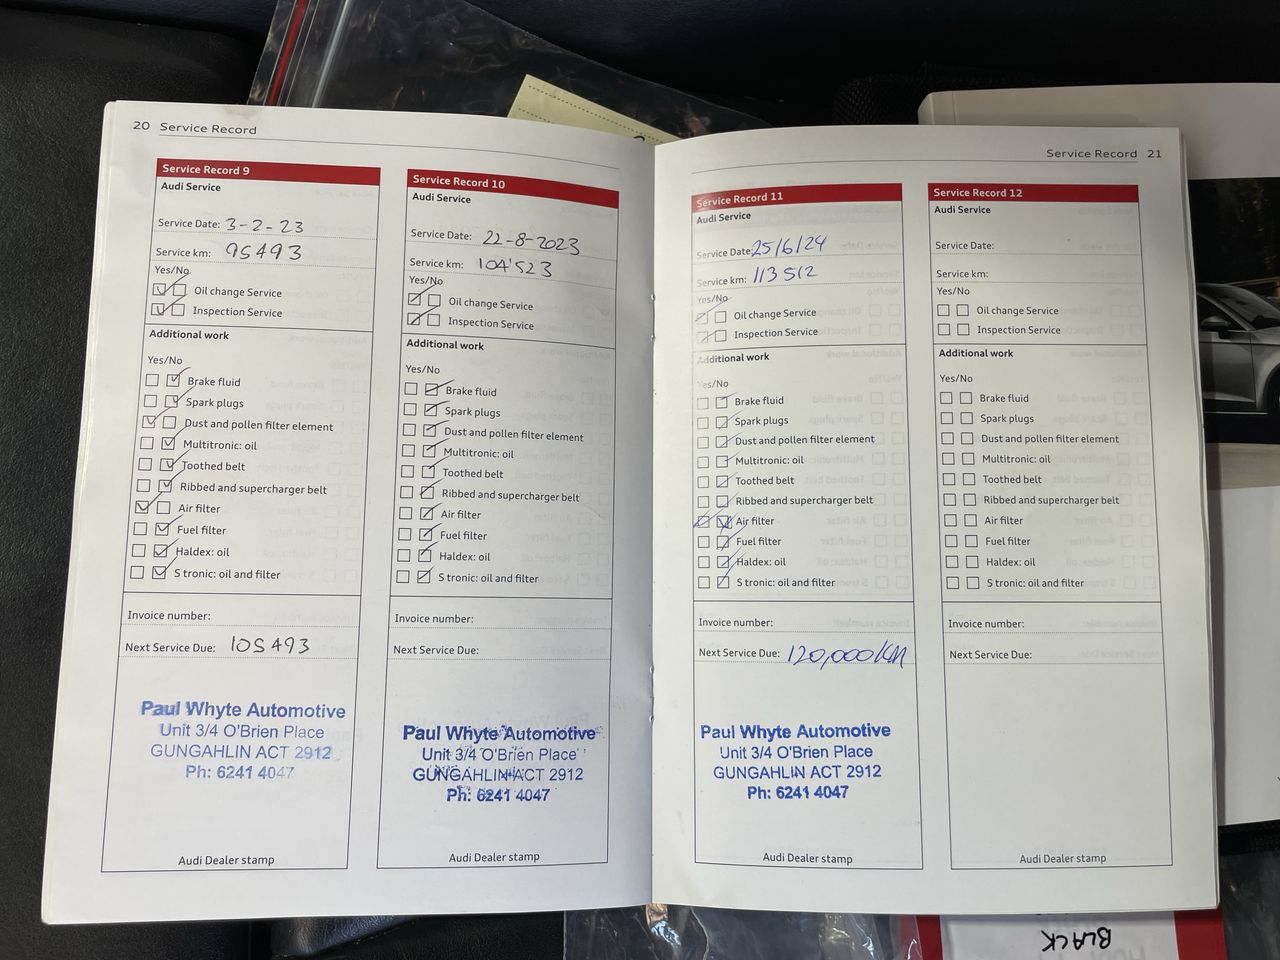 20 Service Record
Service Record 9
Audi Service
Service Date: 3-2-23
Service km: 95493
Yes/No
Oil change Service
Inspection Service
Additional work
Yes/No
Brake fluid
Spark plugs
Dust and pollen filter element
Multitronic: oil
Toothed belt
Ribbed and supercharger belt
Air filter
Fuel filter
Haldex: oil
S tronic: oil and filter
Invoice number:
Next Service Due: 105493
Paul Whyte Automotive
Unit 3/4 O'Brien Place
GUNGAHLIN ACT 2912
Ph: 6241 4047
Audi Dealer stamp
Service Record 10
Audi Service
Service Date: 22-8-2023
Service km: 104'523
Yes/No
Oil change Service
Inspection Service
Additional work
Yes/No
Brake fluid
Spark plugs
Dust and pollen filter element
Multitronic: oil
Toothed belt
Ribbed and supercharger belt
Air filter
Fuel filter
Haldex: oil
S tronic: oil and filter
Invoice number:
Next Service Due:
Paul Whyte Automotive
Unit 3/4 O'Brien Place
GUNGAHLIN ACT 2912
Ph: 6241 4047
Audi Dealer stamp
Service Record 21
Service Record 11
Audi Service
Service Date: 25/6/24
Service km: 113512
Yes/No
Oil change Service
Inspection Service
Additional work
Yes/No
Brake fluid
Spark plugs
Dust and pollen filter element
Multitronic: oil
Toothed belt
Ribbed and supercharger belt
Air filter
Fuel filter
Haldex: oil
S tronic: oil and filter
Invoice number:
Next Service Due: 120,000KM
Paul Whyte Automotive
Unit 3/4 O'Brien Place
GUNGAHLIN ACT 2912
Ph: 6241 4047
Audi Dealer stamp
Service Record 12
Audi Service
Service Date:
Service km:
Yes/No
Oil change Service
Inspection Service
Additional work
Yes/No
Brake fluid
Spark plugs
Dust and pollen filter element
Multitronic: oil
Toothed belt
Ribbed and supercharger belt
Air filter
Fuel filter
Haldex: oil
S tronic: oil and filter
Invoice number:
Next Service Due:
Audi Dealer stamp
BLACK